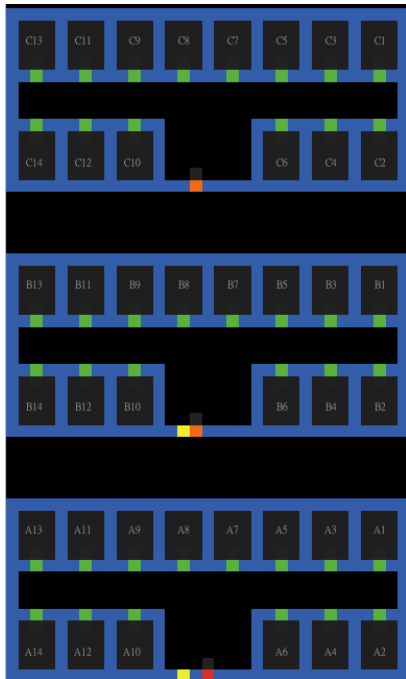 C13 C11 C9 C8 C7 C5 C3 C1
C14 C12 C10 C6 C4 C2
B13 B11 B9 B8 B7 B5 B3 B1
B14 B12 B10 B6 B4 B2
A13 A11 A9 A8 A7 A5 A3 A1
A14 A12 A10 A6 A4 A2